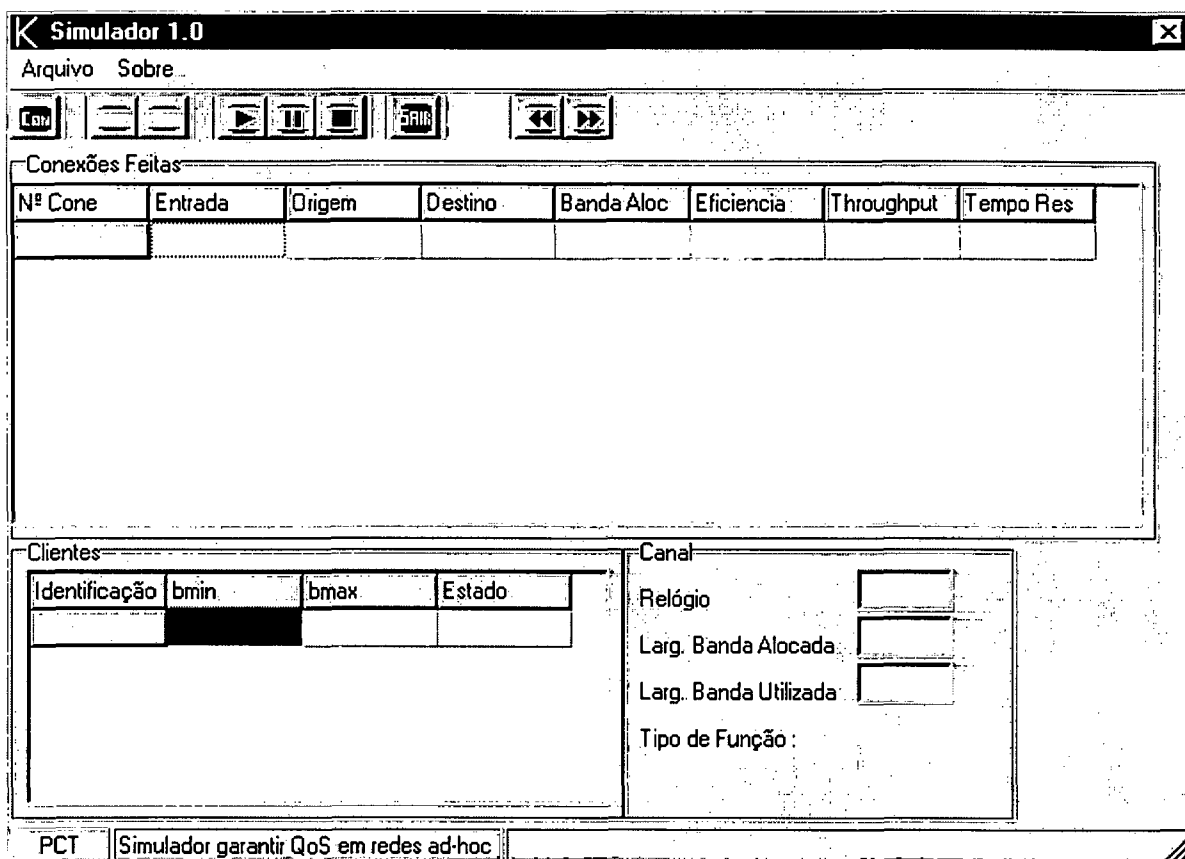 Simulador 1.0
Arquivo Sobre...
CON SAIR
Conexões Feitas
Nº Cone Entrada Origem Destino Banda Aloc Eficiencia Throughput Tempo Res
Clientes
Identificação bmin bmax Estado
Canal
Relógio
Larg. Banda Alocada
Larg. Banda Utilizada
Tipo de Função :
PCT Simulador garantir QoS em redes ad-hoc